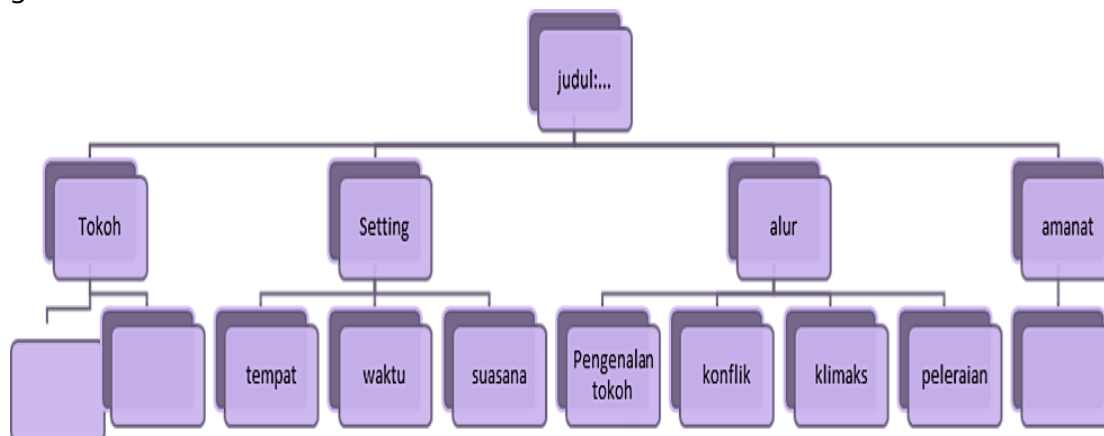 judul:...
Tokoh
Setting
alur
amanat
tempat
waktu
suasana
Pengenalan
tokoh
konflik
klimaks
peleraian